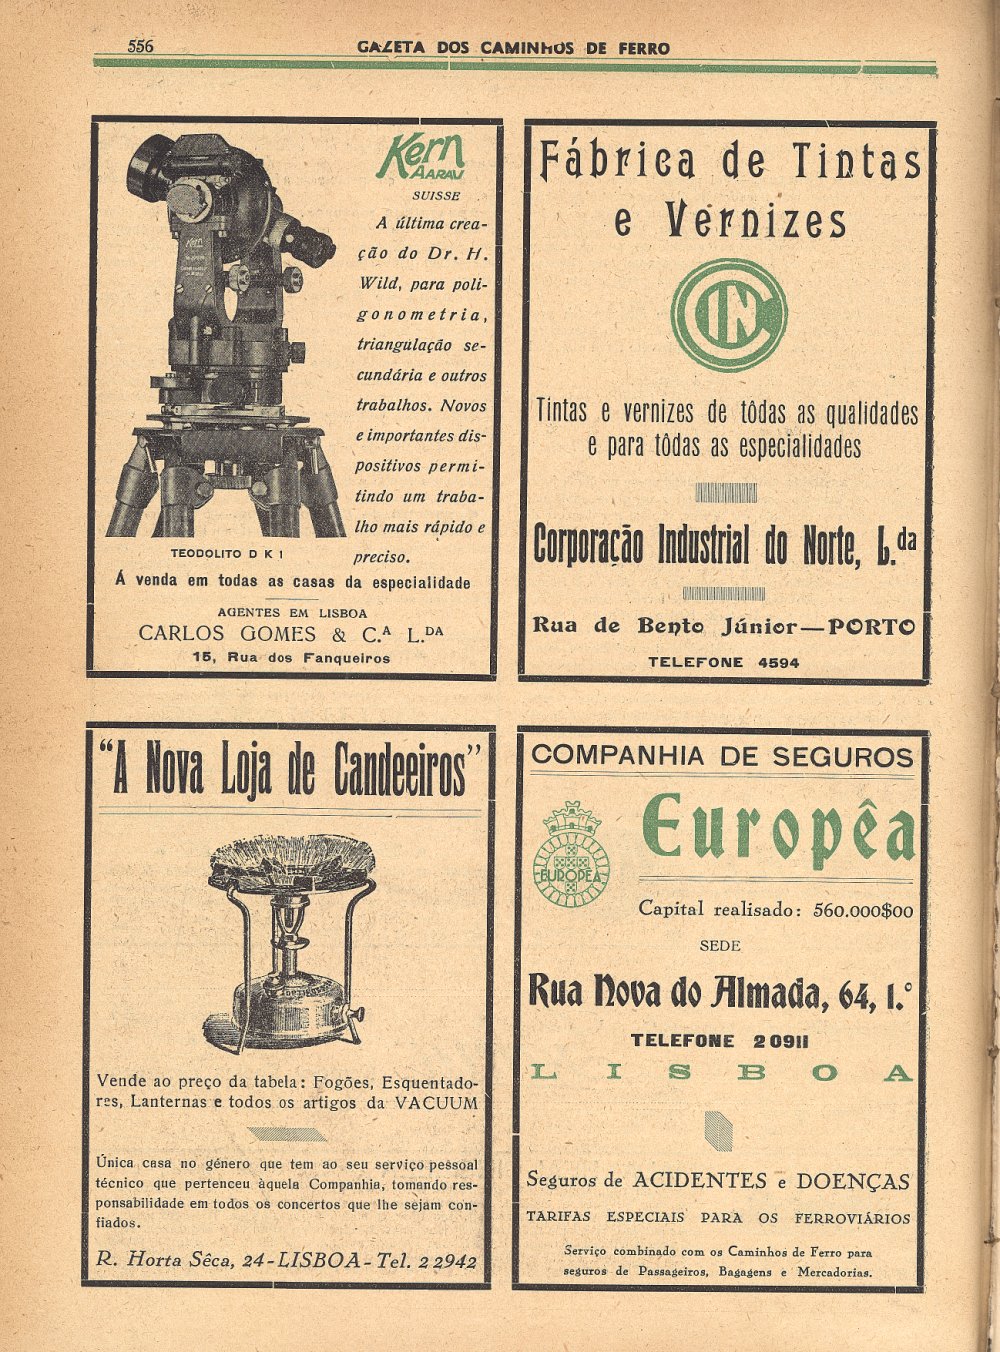 556
GAZETA DOS CAMINHOS DE FERRO
Kern
AARAU
SUISSE
A última crea-
ção do Dr. H.
Wild, para poli-
gonometria,
triangulação se-
cundária e outros
trabalhos. Novos
e importantes dis-
positivos permi-
tindo um traba-
lho mais rápido e
preciso.
TEODOLITO D K 1
Á venda em todas as casas da especialidade
AGENTES EM LISBOA
CARLOS GOMES & C.A L.DA
15, Rua dos Fanqueiros
Fábrica de Tintas
e Vernizes
CIN
Tintas e vernizes de tôdas as qualidades
e para tôdas as especialidades
Corporação Industrial do Norte, L.da
Rua de Bento Júnior—PORTO
TELEFONE 4594
“A Nova Loja de Candeeiros”
Vende ao preço da tabela: Fogões, Esquentado-
res, Lanternas e todos os artigos da VACUUM
Única casa no género que tem ao seu serviço pessoal
técnico que pertenceu àquela Companhia, tomando res-
ponsabilidade em todos os concertos que lhe sejam con-
fiados.
R. Horta Sêca, 24-LISBOA-Tel. 2 2942
COMPANHIA DE SEGUROS
Européa
EUROPÊA
Capital realisado: 560.000$00
SEDE
Rua Nova do Almada, 64, 1.º
TELEFONE 2 0911
LISBOA
Seguros de ACIDENTES e DOENÇAS
TARIFAS ESPECIAIS PARA OS FERROVIÁRIOS
Serviço combinado com os Caminhos de Ferro para
seguros de Passageiros, Bagagens e Mercadorias.